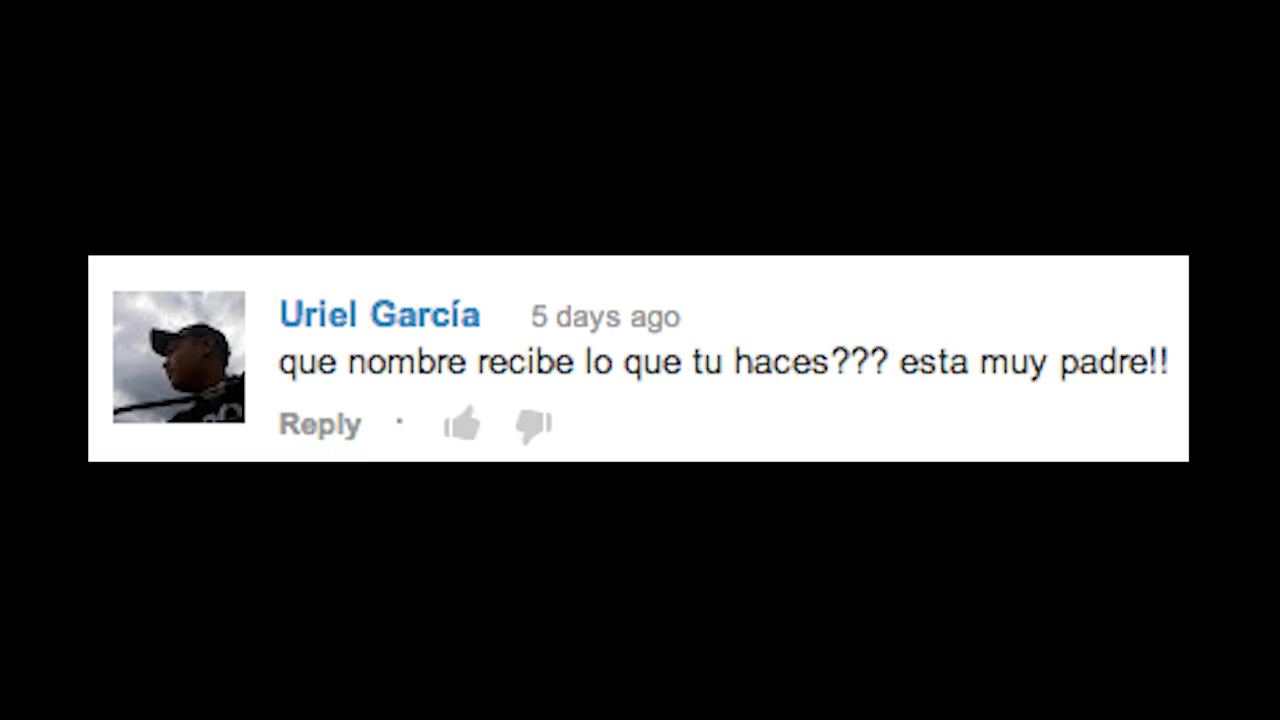 Uriel García 5 days ago
que nombre recibe lo que tu haces??? esta muy padre!!
Reply ·